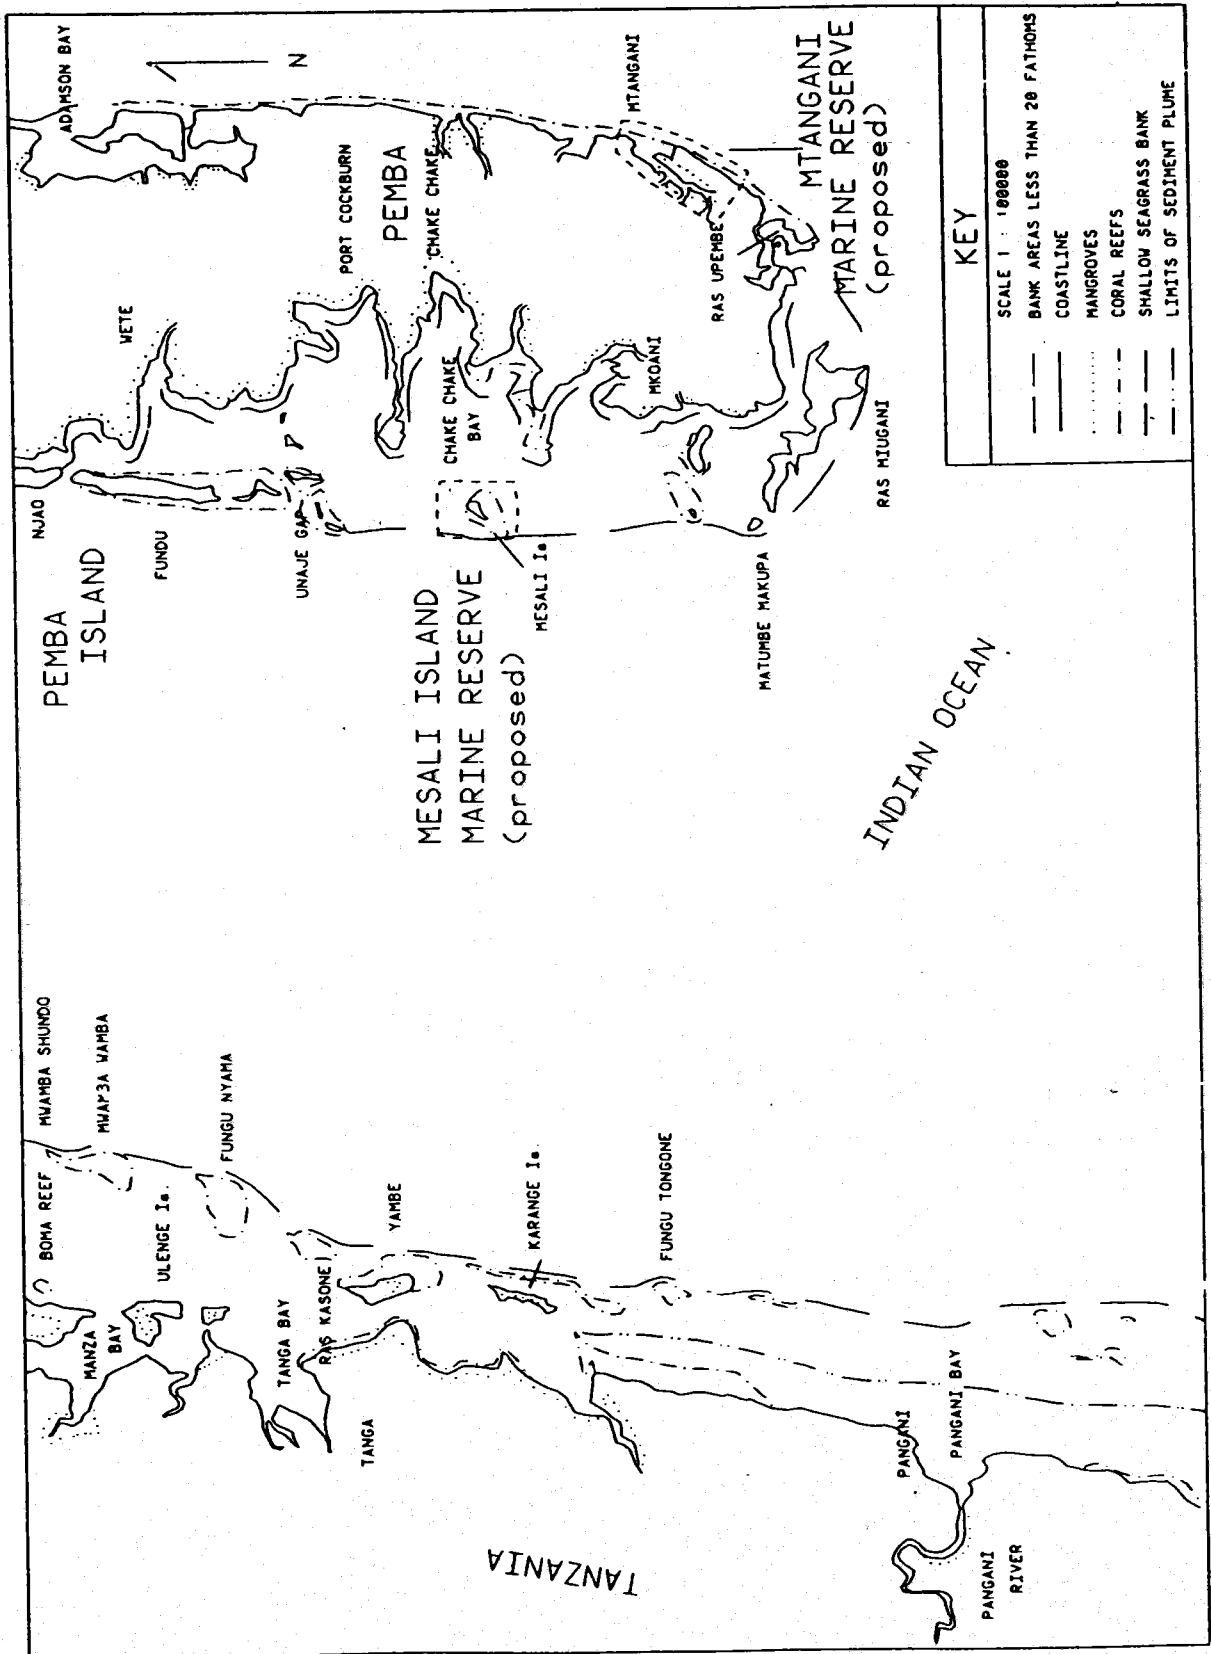 BOMA REEF
MWAMBA SHUNDO
MWAM3A WAMBA
MANZA
BAY
ULENGE Is.
FUNGU NYAMA
TANGA BAY
RAS KASONE
TANGA
YAMBE
KARANGE Is.
FUNGU TONGONE
TANZANIA
PANGANI
PANGANI BAY
PANGANI
RIVER
PEMBA
ISLAND
NJAO
FUNDU
WETE
ADAMSON BAY
N
UNAJE GAP
PORT COCKBURN
PEMBA
CHAKE CHAKE
CHAKE CHAKE
BAY
MESALI ISLAND
MARINE RESERVE
(proposed)
MESALI Is
MKOANI
RAS UPEMBE
MTANGANI
MTANGANI
MARINE RESERVE
(proposed)
MATUMBE MAKUPA
RAS MIUGANI
INDIAN OCEAN
KEY
SCALE 1 : 100000
BANK AREAS LESS THAN 20 FATHOMS
COASTLINE
MANGROVES
CORAL REEFS
SHALLOW SEAGRASS BANK
LIMITS OF SEDIMENT PLUME